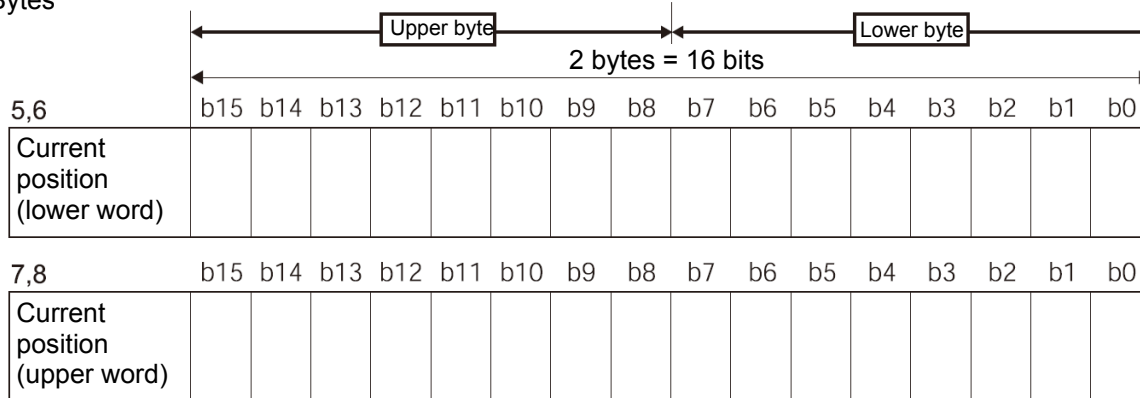 Bytes
Upper byte
Lower byte
2 bytes = 16 bits
5,6 b15 b14 b13 b12 b11 b10 b9 b8 b7 b6 b5 b4 b3 b2 b1 b0
Current
position
(lower word)
7,8 b15 b14 b13 b12 b11 b10 b9 b8 b7 b6 b5 b4 b3 b2 b1 b0
Current
position
(upper word)